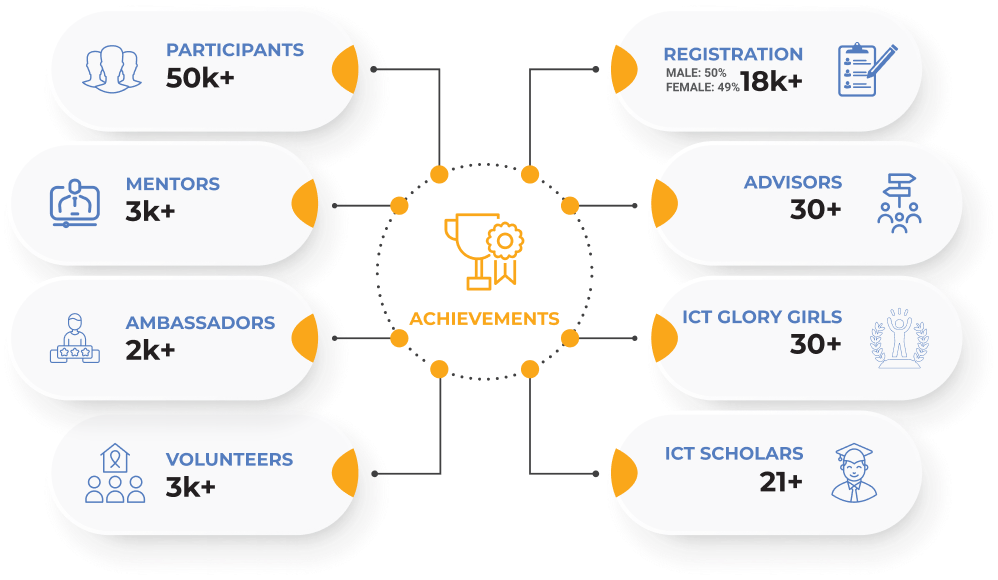 PARTICIPANTS
50k+
REGISTRATION
MALE: 50%
FEMALE: 49%
18k+
MENTORS
3k+
ADVISORS
30+
ACHIEVEMENTS
AMBASSADORS
2k+
ICT GLORY GIRLS
30+
VOLUNTEERS
3k+
ICT SCHOLARS
21+